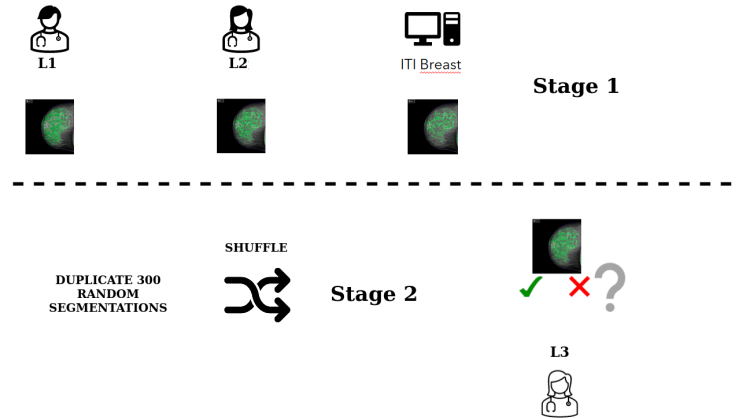 L1
L2
ITI Breast
Stage 1
SHUFFLE
DUPLICATE 300
RANDOM
SEGMENTATIONS
Stage 2
L3